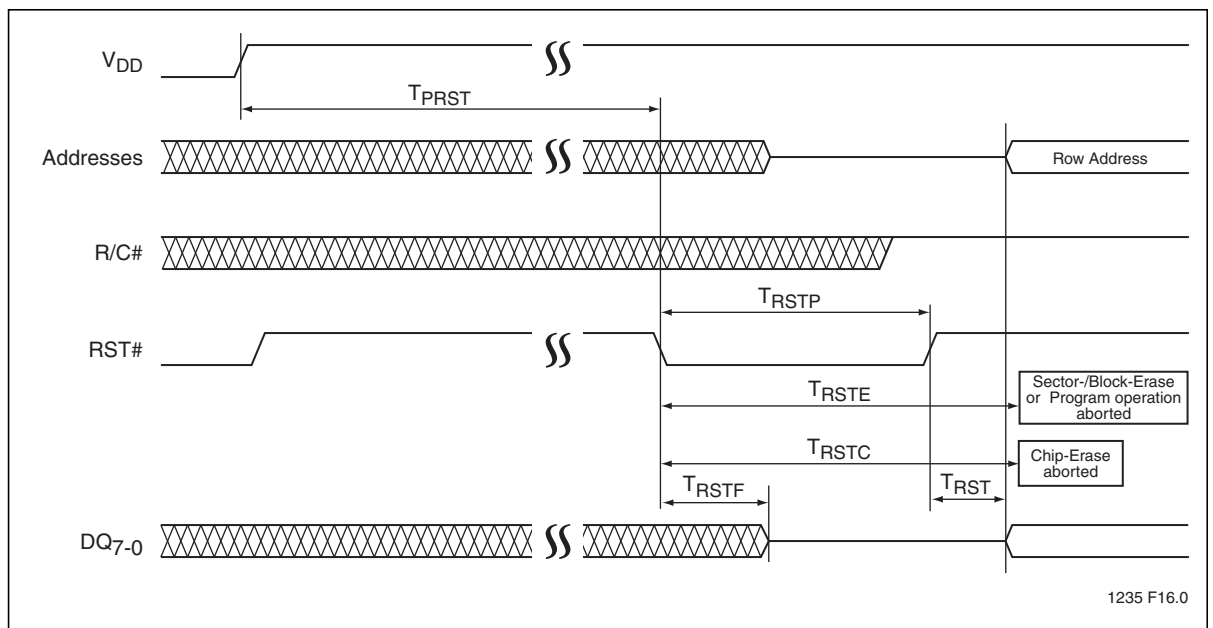 VDD
TPRST
Addresses
Row Address
R/C#
TRSTP
RST#
TRSTE
Sector-/Block-Erase
or Program operation
aborted
TRSTC
Chip-Erase
aborted
TRSTF
TRST
DQ7-0
1235 F16.0